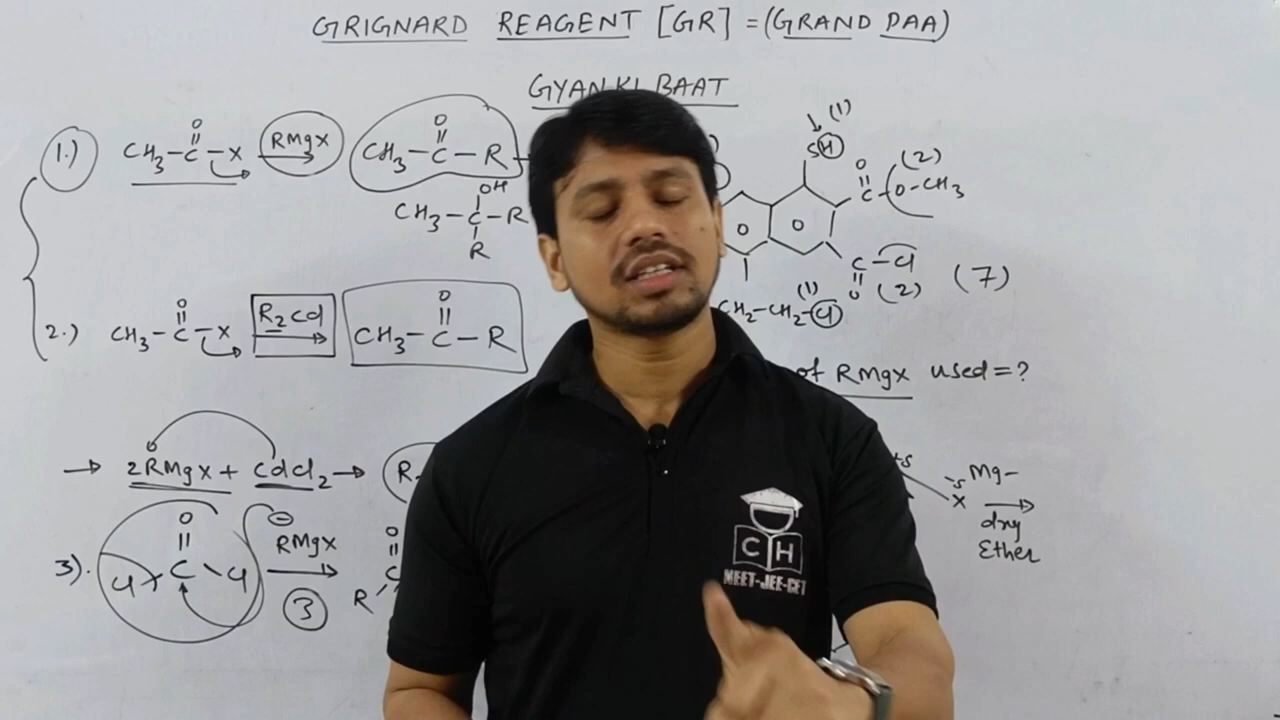 GRIGNARD REAGENT [GR] = (GRAND DAA)
GYAN KI BAAT
1.) CH3-C-X RMgX CH3-C-R
O
O
OH
CH3-C-R
R
2.) CH3-C-X R2Cd CH3-C-R
O
O
→ 2RMgX + CdCl2 → R-
3). Cl C Cl RMgX
O
⊖
3
O
C
R
(1)
SH
O
C-O-CH3
(2)
C-Cl
O
(2)
(7)
CH2-CH2-Cl
(1)
of RMgX used = ?
X Mg-
dry
Ether
C H
NEET-JEE-CET